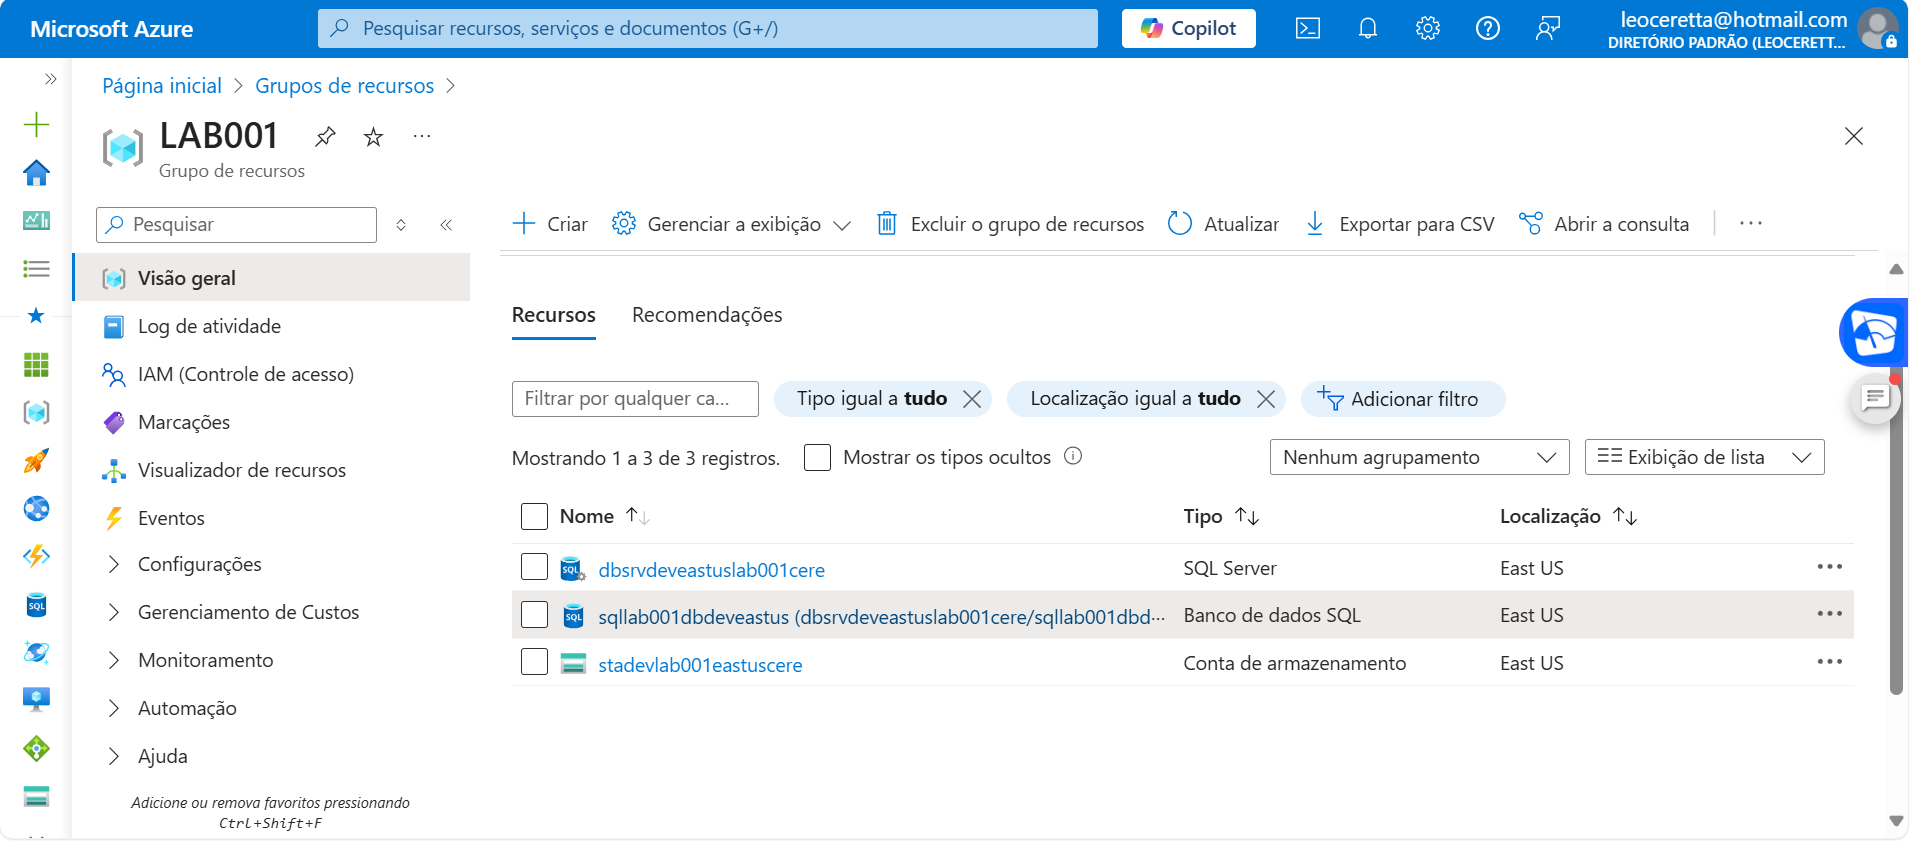 Microsoft Azure
Pesquisar recursos, serviços e documentos (G+/)
Copilot
leoceretta@hotmail.com
DIRETÓRIO PADRÃO (LEOCERETT...
Página inicial > Grupos de recursos >
LAB001
Grupo de recursos
Pesquisar
Criar
Gerenciar a exibição
Excluir o grupo de recursos
Atualizar
Exportar para CSV
Abrir a consulta
Visão geral
Log de atividade
IAM (Controle de acesso)
Marcações
Visualizador de recursos
Eventos
Configurações
Gerenciamento de Custos
Monitoramento
Automação
Ajuda
Adicione ou remova favoritos pressionando
Ctrl+Shift+F
Recursos
Recomendações
Filtrar por qualquer ca...
Tipo igual a tudo
Localização igual a tudo
Adicionar filtro
Mostrando 1 a 3 de 3 registros.
Mostrar os tipos ocultos
Nenhum agrupamento
Exibição de lista
Nome Tipo Localização
SQL dbsrvdeveastuslab001cere SQL Server East US
SQL sqllab001dbdeveastus (dbsrvdeveastuslab001cere/sqllab001dbd... Banco de dados SQL East US
stadevlab001eastuscere Conta de armazenamento East US
SQL